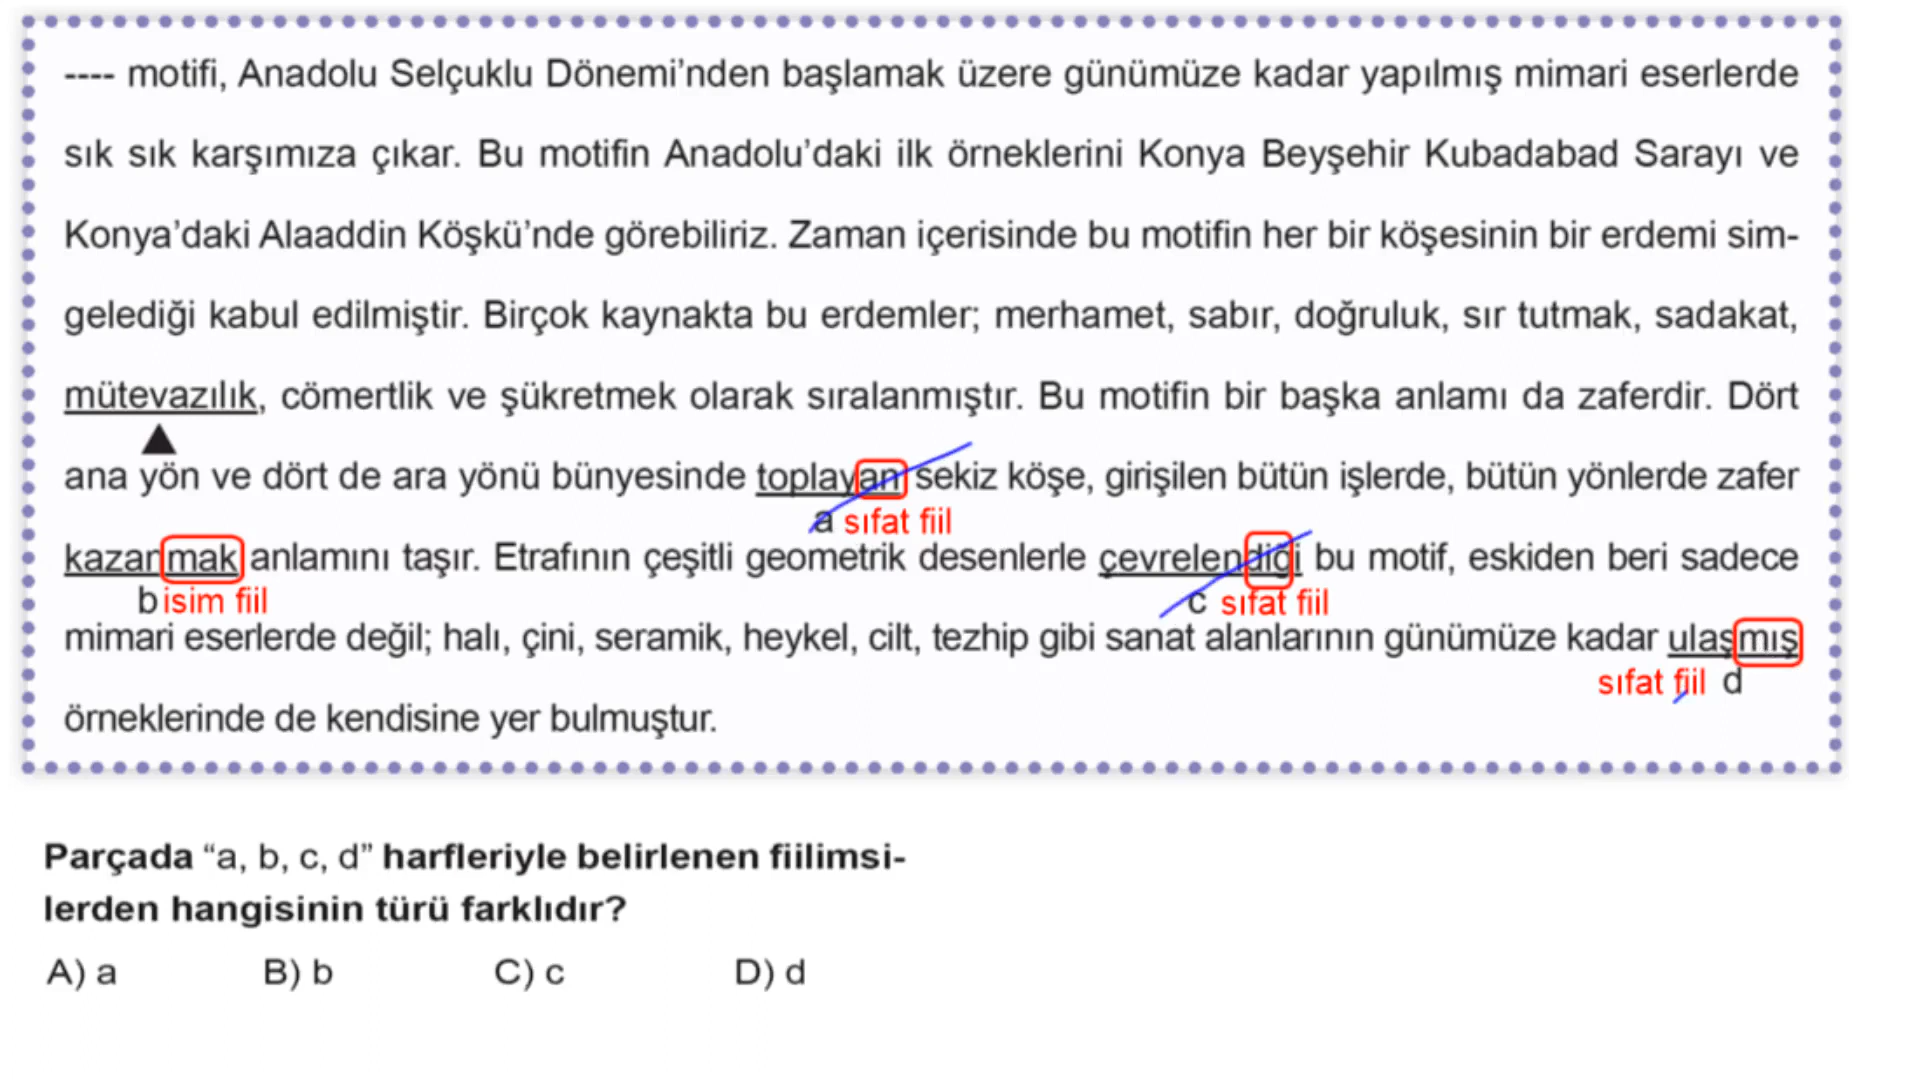 ---- motifi, Anadolu Selçuklu Dönemi’nden başlamak üzere günümüze kadar yapılmış mimari eserlerde
sık sık karşımıza çıkar. Bu motifin Anadolu’daki ilk örneklerini Konya Beyşehir Kubadabad Sarayı ve
Konya’daki Alaaddin Köşkü’nde görebiliriz. Zaman içerisinde bu motifin her bir köşesinin bir erdemi sim-
gelediği kabul edilmiştir. Birçok kaynakta bu erdemler; merhamet, sabır, doğruluk, sır tutmak, sadakat,
mütevazılık, cömertlik ve şükretmek olarak sıralanmıştır. Bu motifin bir başka anlamı da zaferdir. Dört
ana yön ve dört de ara yönü bünyesinde toplayan sekiz köşe, girişilen bütün işlerde, bütün yönlerde zafer
a sıfat fiil
kazanmak anlamını taşır. Etrafının çeşitli geometrik desenlerle çevrelendiği bu motif, eskiden beri sadece
b isim fiil c sıfat fiil
mimari eserlerde değil; halı, çini, seramik, heykel, cilt, tezhip gibi sanat alanlarının günümüze kadar ulaşmış
sıfat fiil d
örneklerinde de kendisine yer bulmuştur.
Parçada “a, b, c, d” harfleriyle belirlenen fiilimsi-
lerden hangisinin türü farklıdır?
A) a B) b C) c D) d